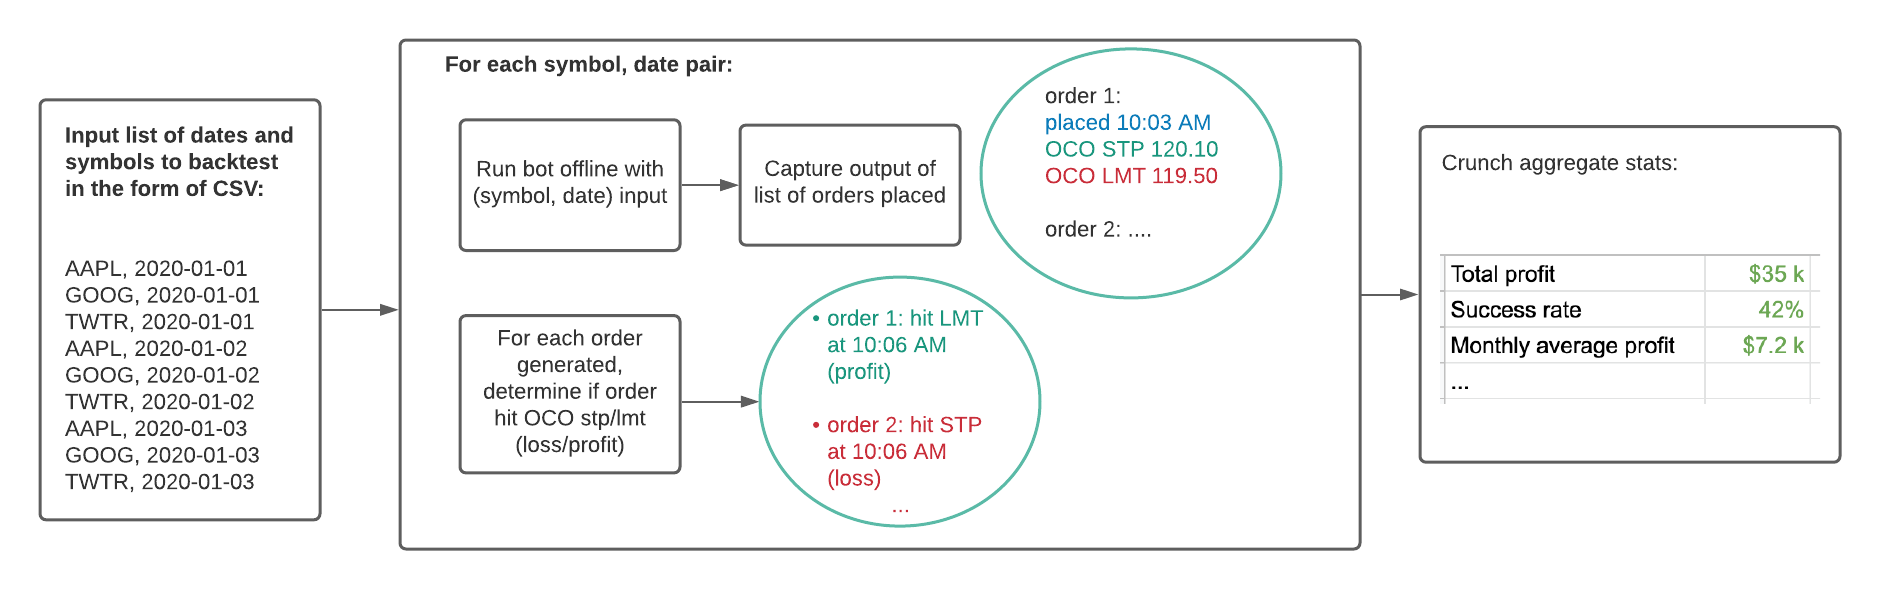 Input list of dates and
symbols to backtest
in the form of CSV:
AAPL, 2020-01-01
GOOG, 2020-01-01
TWTR, 2020-01-01
AAPL, 2020-01-02
GOOG, 2020-01-02
TWTR, 2020-01-02
AAPL, 2020-01-03
GOOG, 2020-01-03
TWTR, 2020-01-03
For each symbol, date pair:
Run bot offline with
(symbol, date) input
Capture output of
list of orders placed
order 1:
placed 10:03 AM
OCO STP 120.10
OCO LMT 119.50
order 2: ....
For each order
generated,
determine if order
hit OCO stp/lmt
(loss/profit)
• order 1: hit LMT
at 10:06 AM
(profit)
• order 2: hit STP
at 10:06 AM
(loss)
...
Crunch aggregate stats:
Total profit $35 k
Success rate 42%
Monthly average profit $7.2 k
...